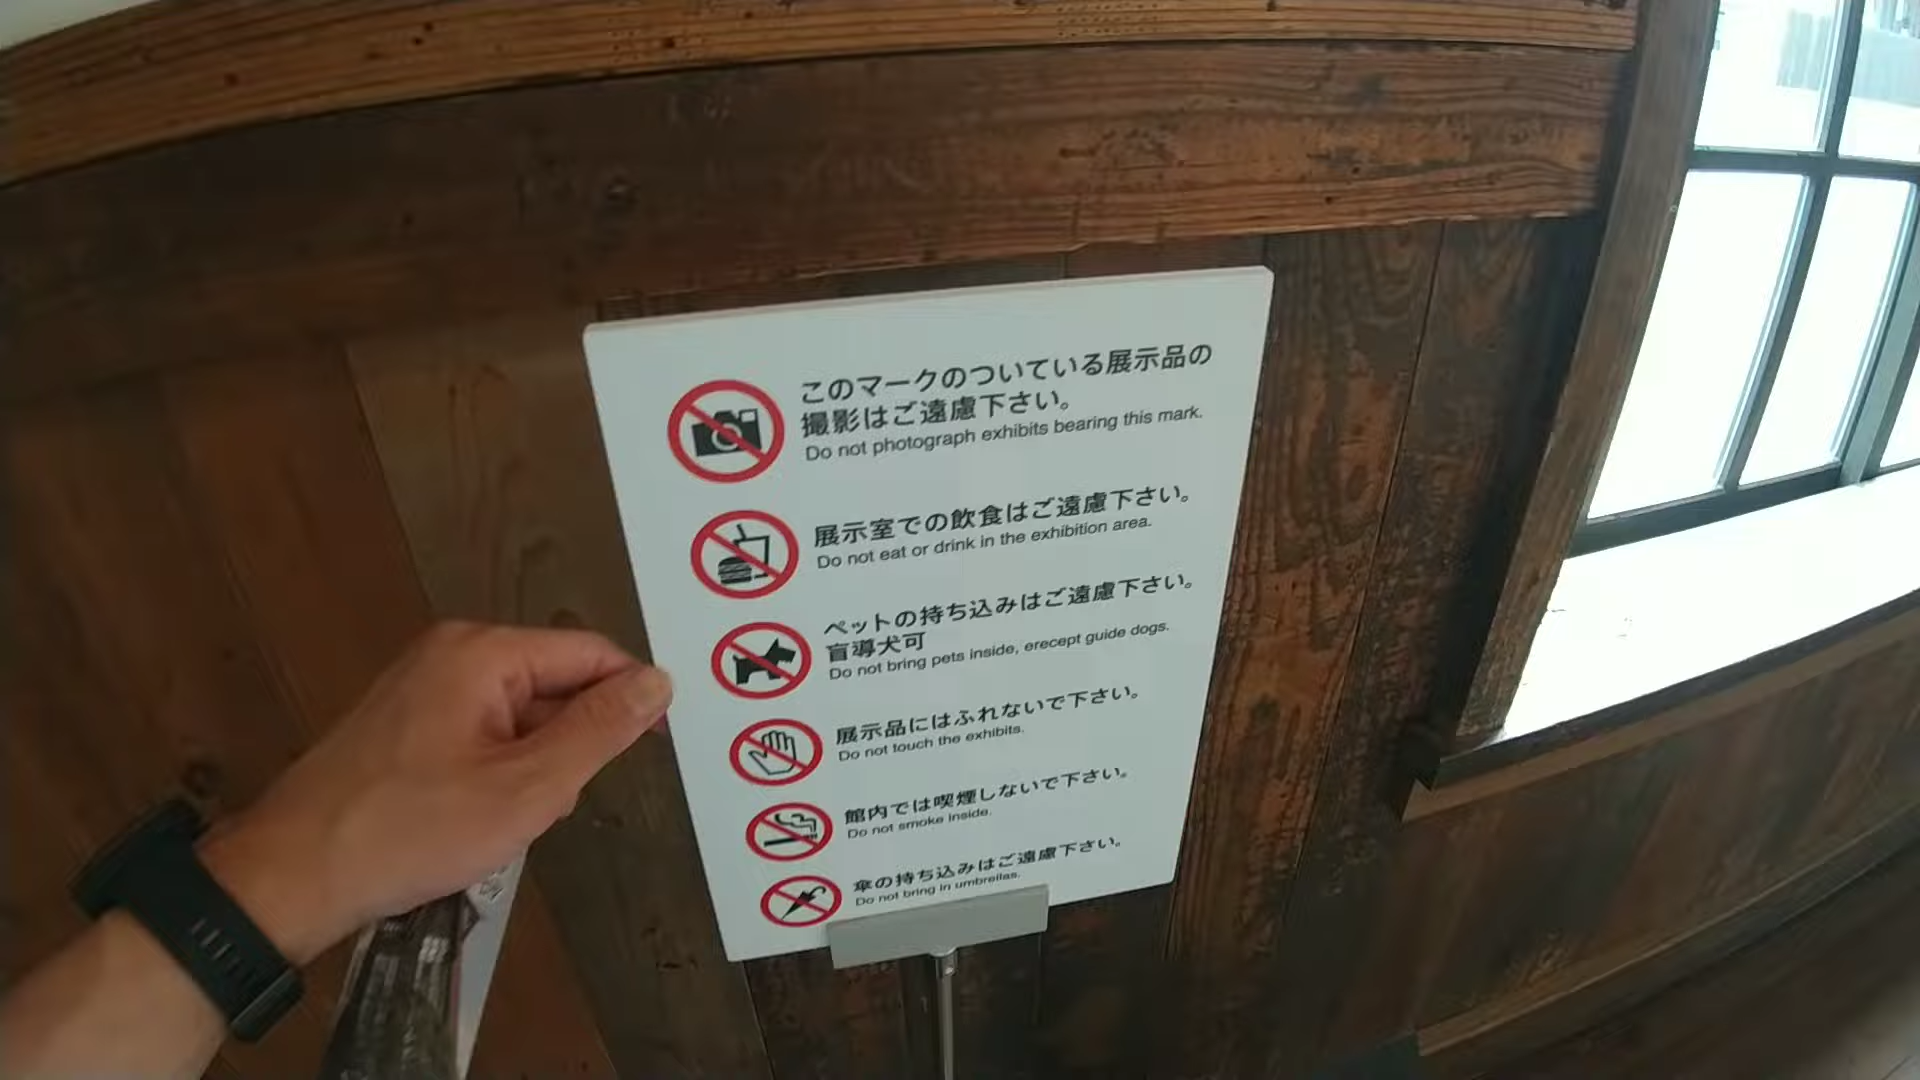 このマークのついている展示品の
撮影はご遠慮下さい。
Do not photograph exhibits bearing this mark.
展示室での飲食はご遠慮下さい。
Do not eat or drink in the exhibition area.
ペットの持ち込みはご遠慮下さい。
盲導犬可
Do not bring pets inside, erecept guide dogs.
展示品にはふれないで下さい。
Do not touch the exhibits.
館内では喫煙しないで下さい。
Do not smoke inside.
傘の持ち込みはご遠慮下さい。
Do not bring in umbrellas.